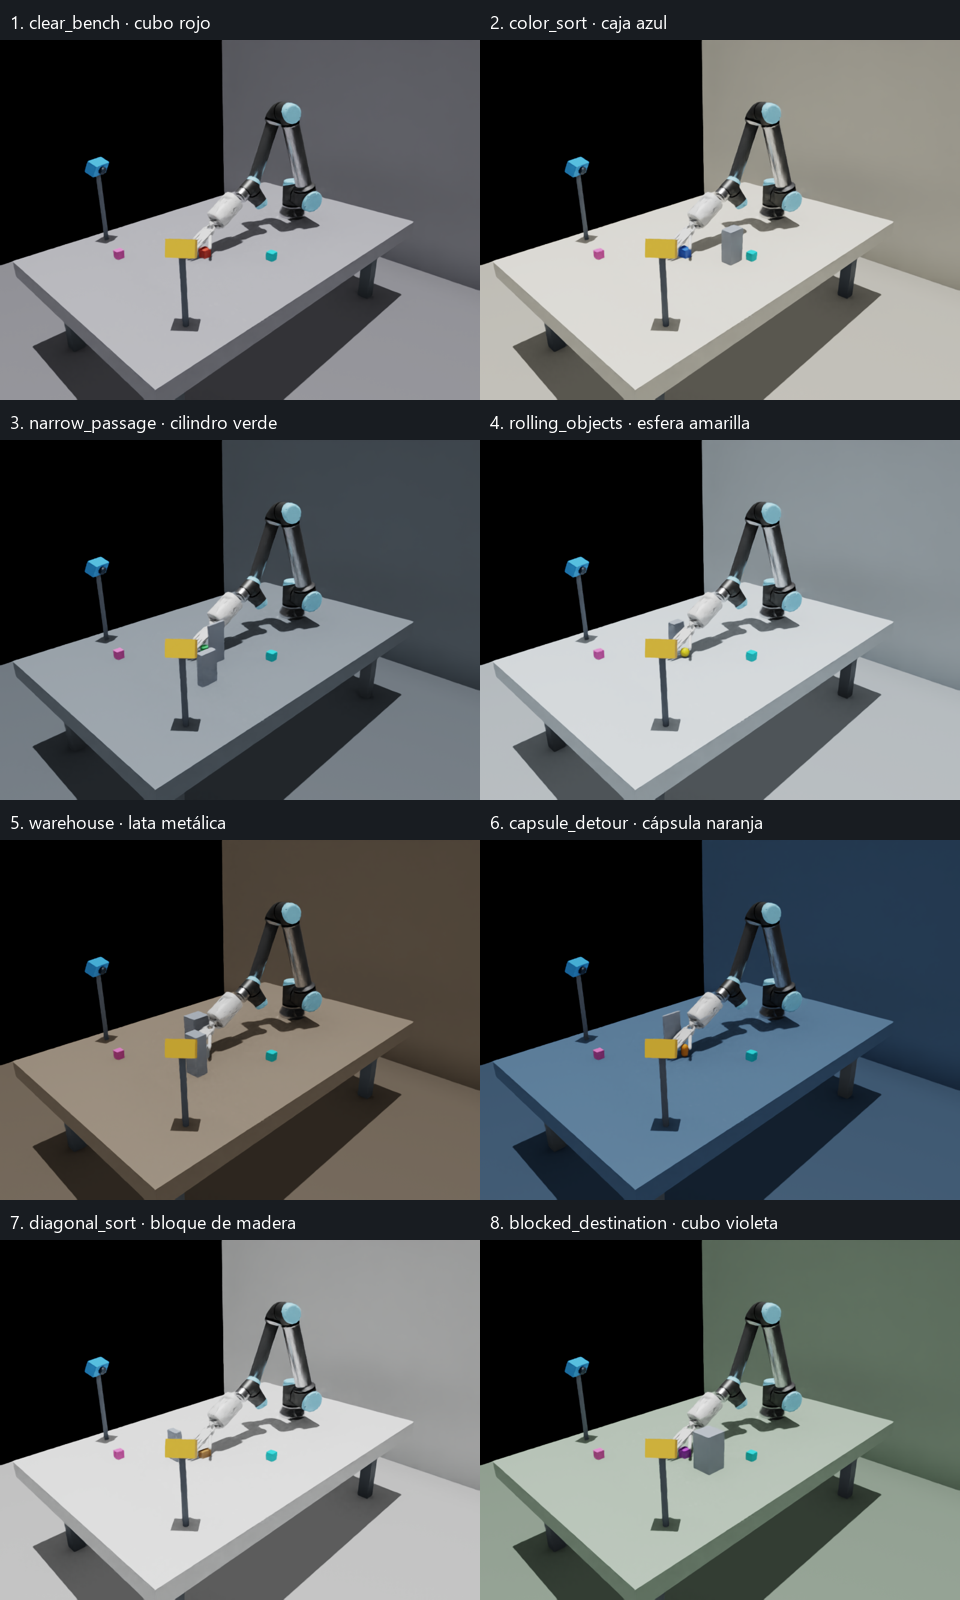 1. clear_bench · cubo rojo
2. color_sort · caja azul
3. narrow_passage · cilindro verde
4. rolling_objects · esfera amarilla
5. warehouse · lata metálica
6. capsule_detour · cápsula naranja
7. diagonal_sort · bloque de madera
8. blocked_destination · cubo violeta